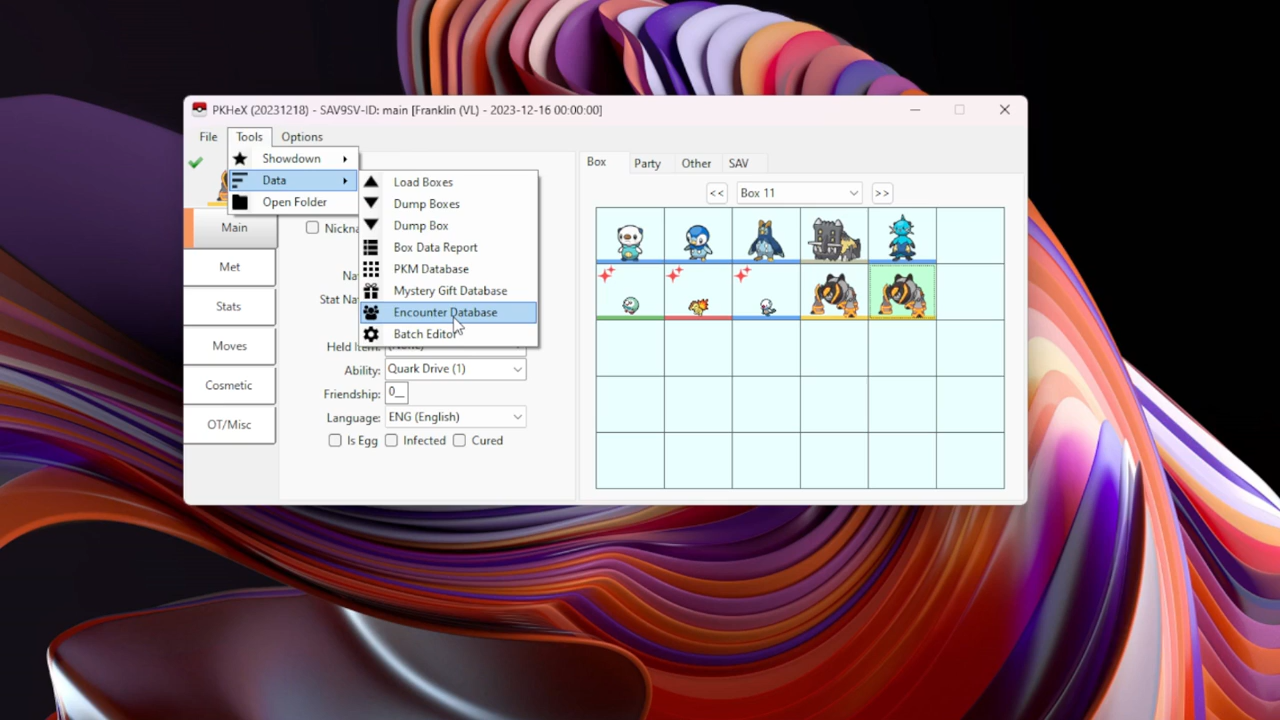 PKHeX (20231218) - SAV9SV-ID: main [Franklin (VL) - 2023-12-16 00:00:00]
File Tools Options
Showdown
Data
Open Folder
Load Boxes
Dump Boxes
Dump Box
Box Data Report
PKM Database
Mystery Gift Database
Encounter Database
Batch Editor
Main
Met
Stats
Moves
Cosmetic
OT/Misc
Held Item:
Ability: Quark Drive (1)
Friendship: 0__
Language: ENG (English)
Is Egg Infected Cured
Box Party Other SAV
<< Box 11 >>